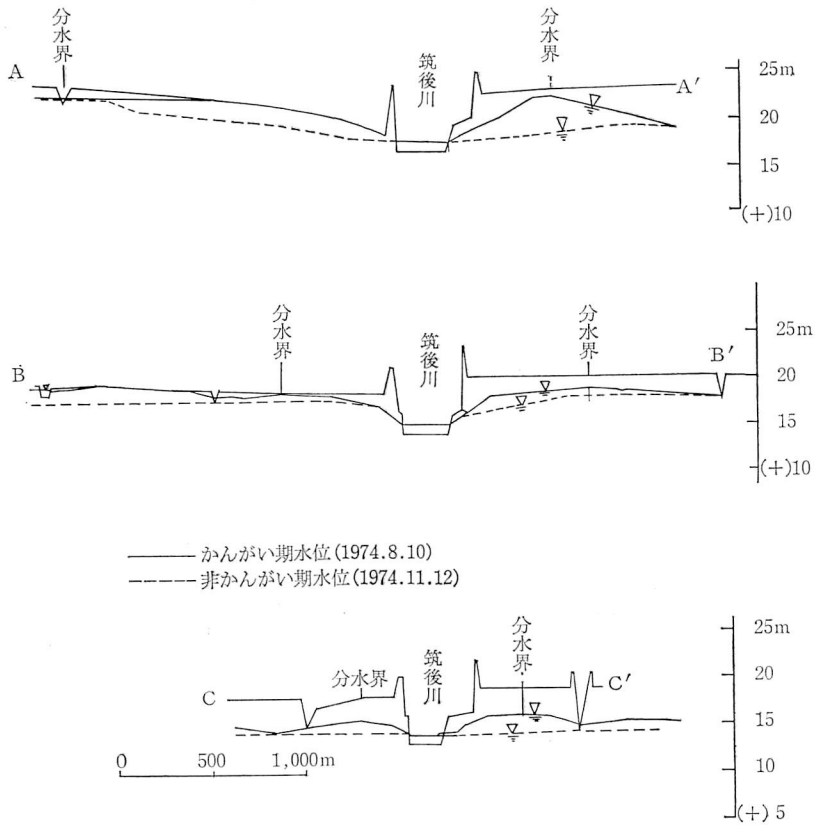 分水界
筑後川
分水界
A
A′
25m
20
15
(+)10
分水界
筑後川
分水界
B
B′
25m
20
15
(+)10
かんがい期水位(1974.8.10)
非かんがい期水位(1974.11.12)
分水界
筑後川
分水界
C
C′
25m
20
15
10
(+)5
0 500 1,000m